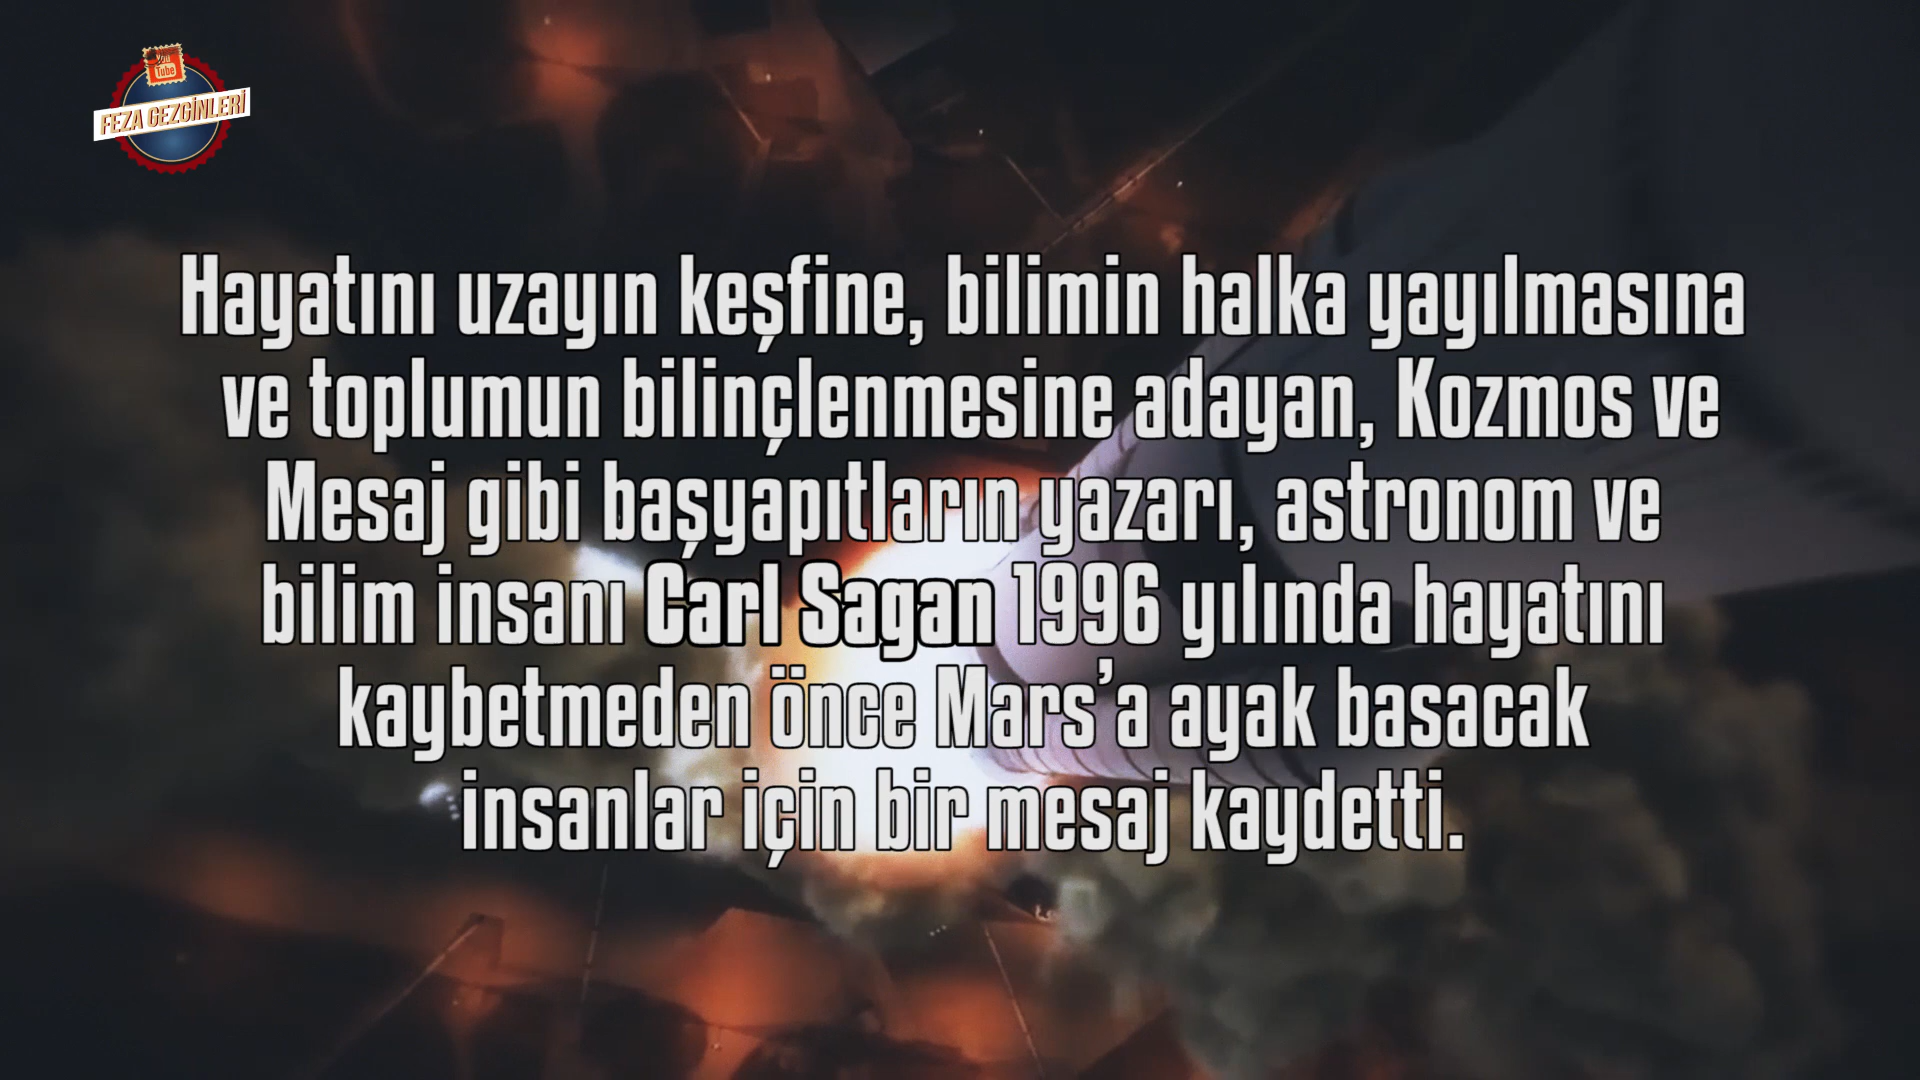 You
Tube
FEZA GEZGİNLERİ
Hayatını uzayın keşfine, bilimin halka yayılmasına
ve toplumun bilinçlenmesine adayan, Kozmos ve
Mesaj gibi başyapıtların yazarı, astronom ve
bilim insanı Carl Sagan 1996 yılında hayatını
kaybetmeden önce Mars’a ayak basacak
insanlar için bir mesaj kaydetti.